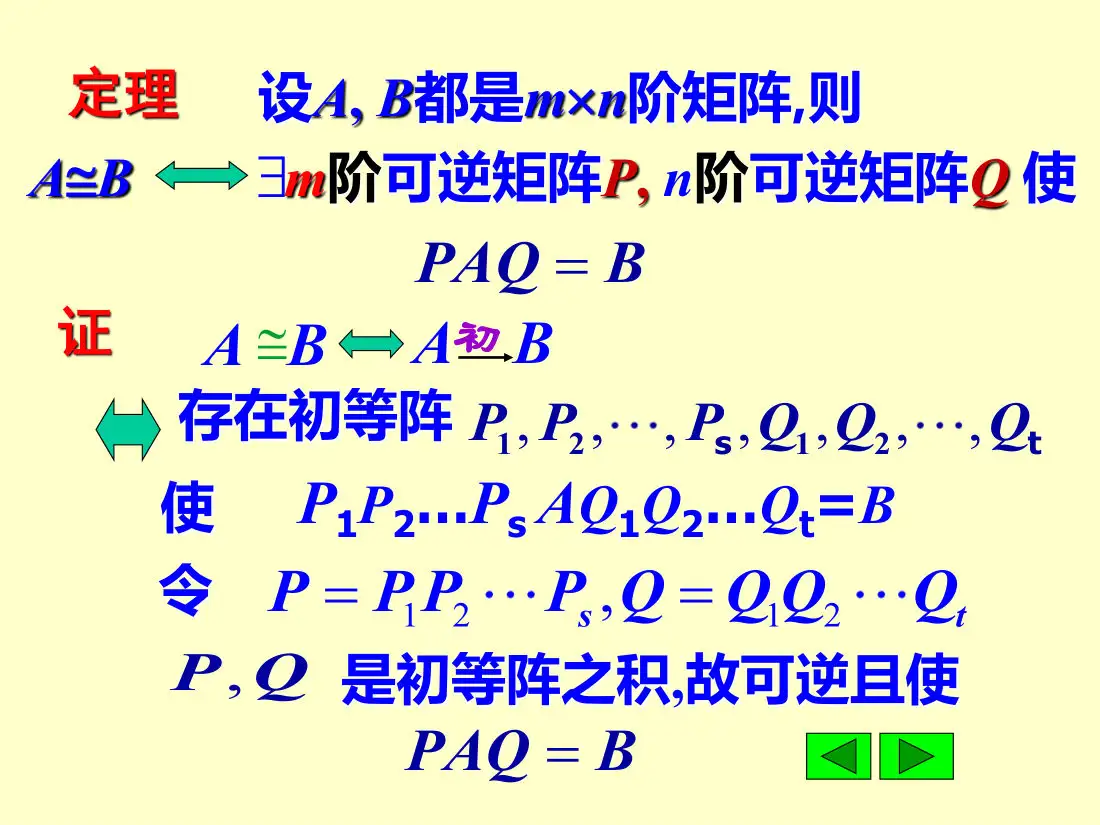 定理 设A, B都是m×n阶矩阵,则
A≅B ⟺ ∃m阶可逆矩阵P, n阶可逆矩阵Q 使
PAQ = B
证 A ≅B ⟺ A 初→ B
⟺ 存在初等阵 P₁, P₂, ⋯, Pₛ, Q₁, Q₂, ⋯, Qₜ
使 P₁P₂…Pₛ AQ₁Q₂…Qₜ=B
令 P = P₁P₂ ⋯ Pₛ, Q = Q₁Q₂ ⋯Qₜ
P, Q 是初等阵之积,故可逆且使
PAQ = B